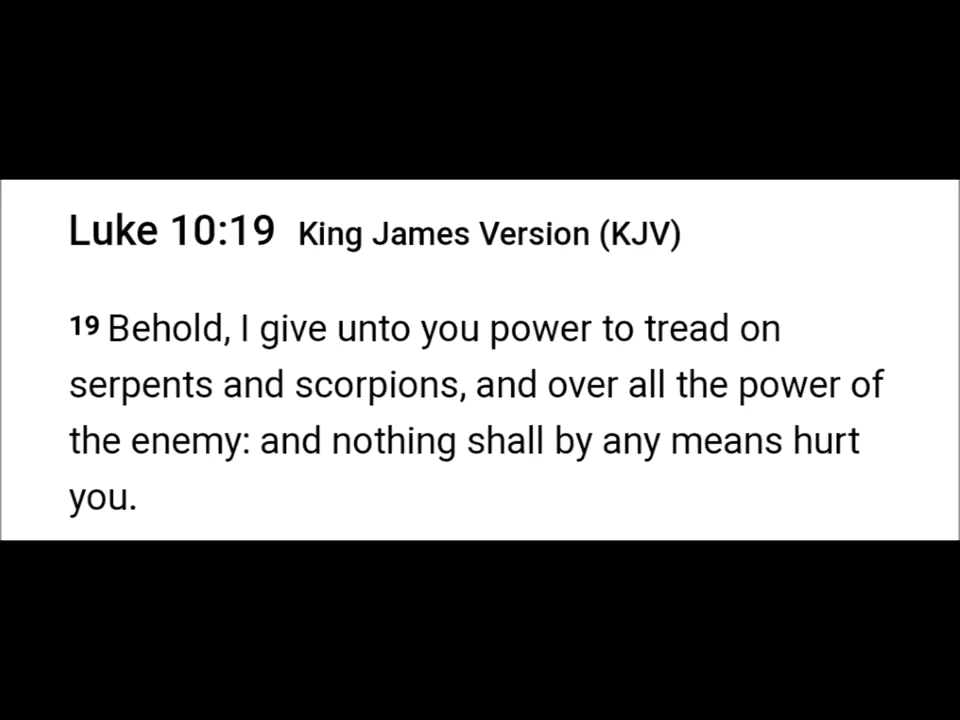 Luke 10:19 King James Version (KJV)
19 Behold, I give unto you power to tread on
serpents and scorpions, and over all the power of
the enemy: and nothing shall by any means hurt
you.